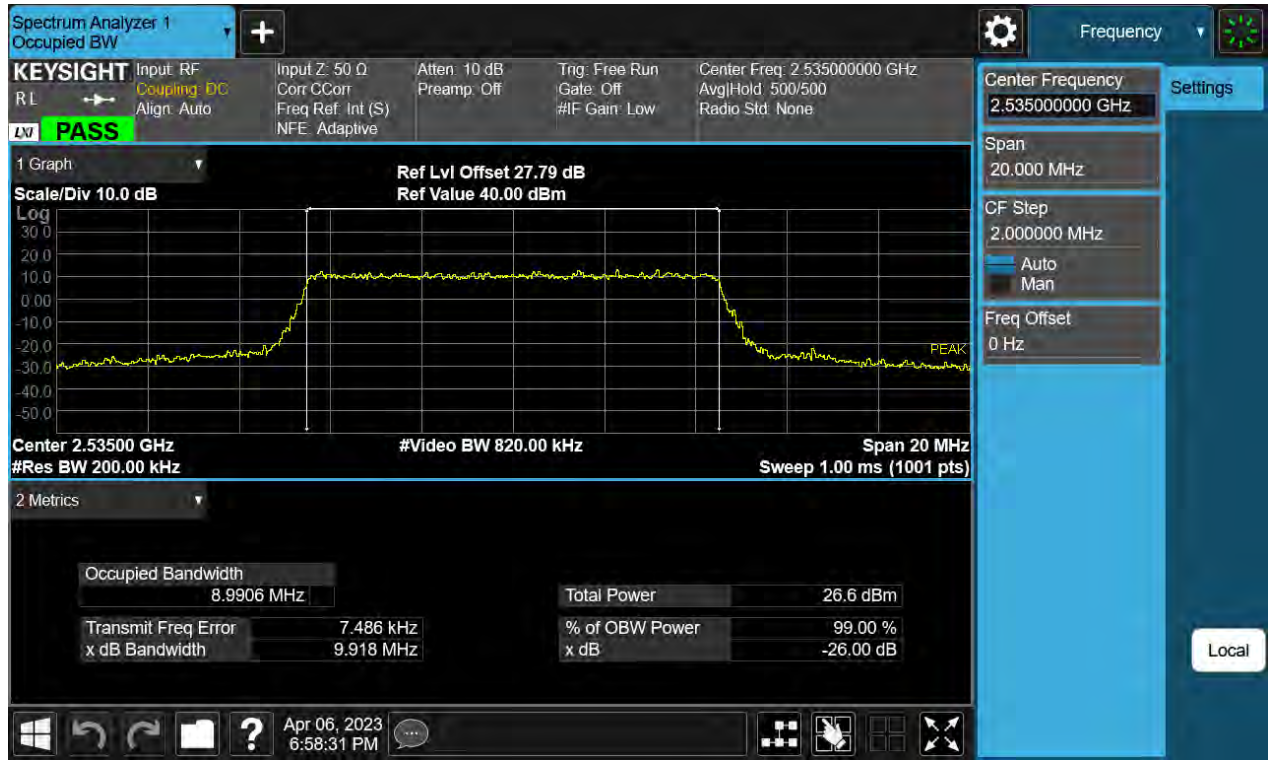 Spectrum Analyzer 1
Occupied BW
Frequency
KEYSIGHT
RL
LXI
PASS
Input: RF
Coupling: DC
Align: Auto
Input Z: 50 Ω
Corr CCorr
Freq Ref: Int (S)
NFE: Adaptive
Atten: 10 dB
Preamp: Off
Trig: Free Run
Gate: Off
#IF Gain: Low
Center Freq: 2.535000000 GHz
Avg|Hold: 500/500
Radio Std: None
Center Frequency
2.535000000 GHz
Settings
Span
20.000 MHz
CF Step
2.000000 MHz
Auto
Man
Freq Offset
0 Hz
Local
1 Graph
Scale/Div 10.0 dB
Ref Lvl Offset 27.79 dB
Ref Value 40.00 dBm
Log
30.0
20.0
10.0
0.00
-10.0
-20.0
-30.0
-40.0
-50.0
PEAK
Center 2.53500 GHz
#Video BW 820.00 kHz
Span 20 MHz
#Res BW 200.00 kHz
Sweep 1.00 ms (1001 pts)
2 Metrics
Occupied Bandwidth
8.9906 MHz
Total Power 26.6 dBm
Transmit Freq Error 7.486 kHz
% of OBW Power 99.00 %
x dB Bandwidth 9.918 MHz
x dB -26.00 dB
?
Apr 06, 2023
6:58:31 PM